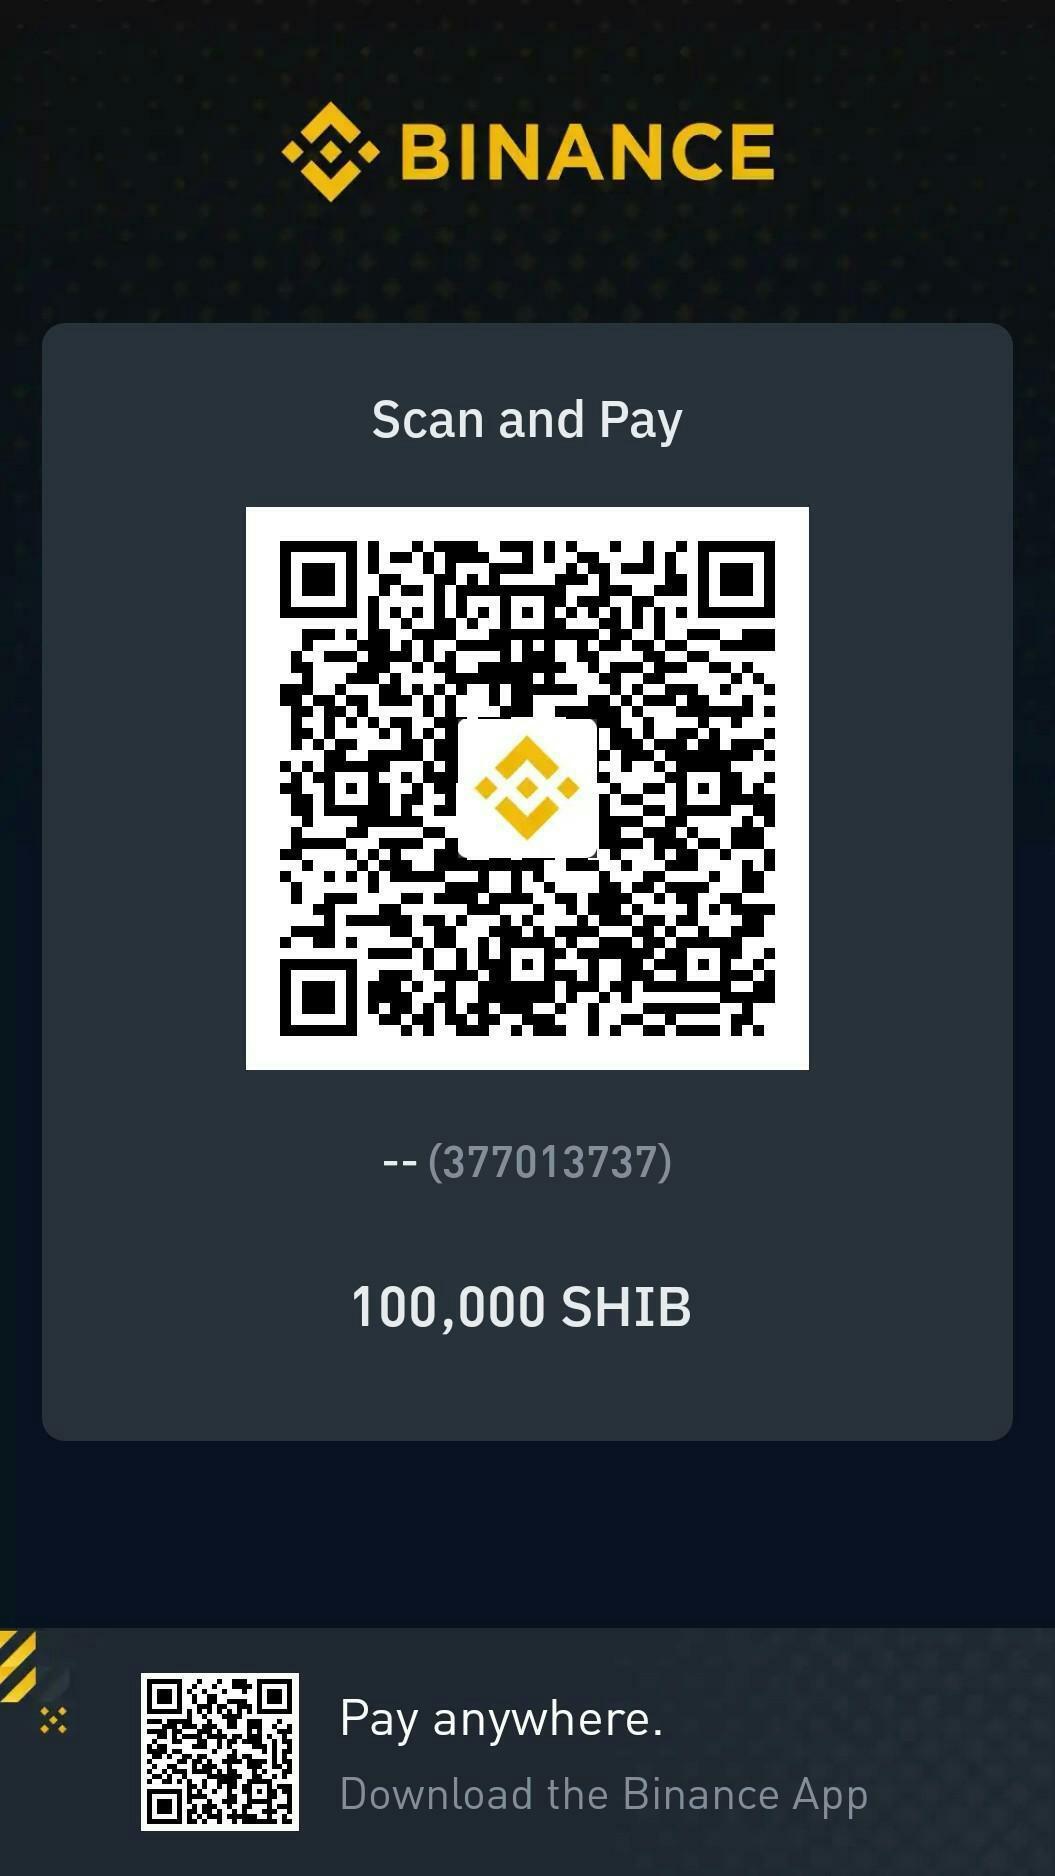 BINANCE
Scan and Pay
-- (377013737)
100,000 SHIB
Pay anywhere.
Download the Binance App